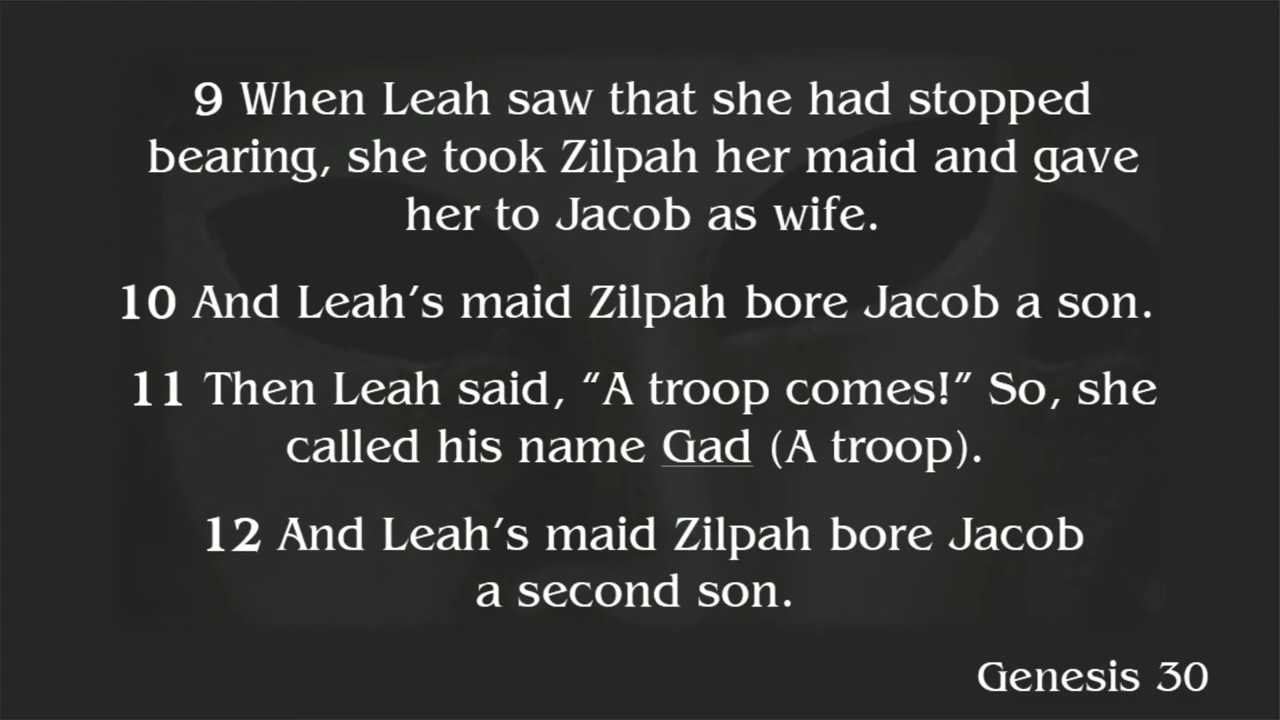 9 When Leah saw that she had stopped
bearing, she took Zilpah her maid and gave
her to Jacob as wife.
10 And Leah’s maid Zilpah bore Jacob a son.
11 Then Leah said, “A troop comes!” So, she
called his name Gad (A troop).
12 And Leah’s maid Zilpah bore Jacob
a second son.
Genesis 30